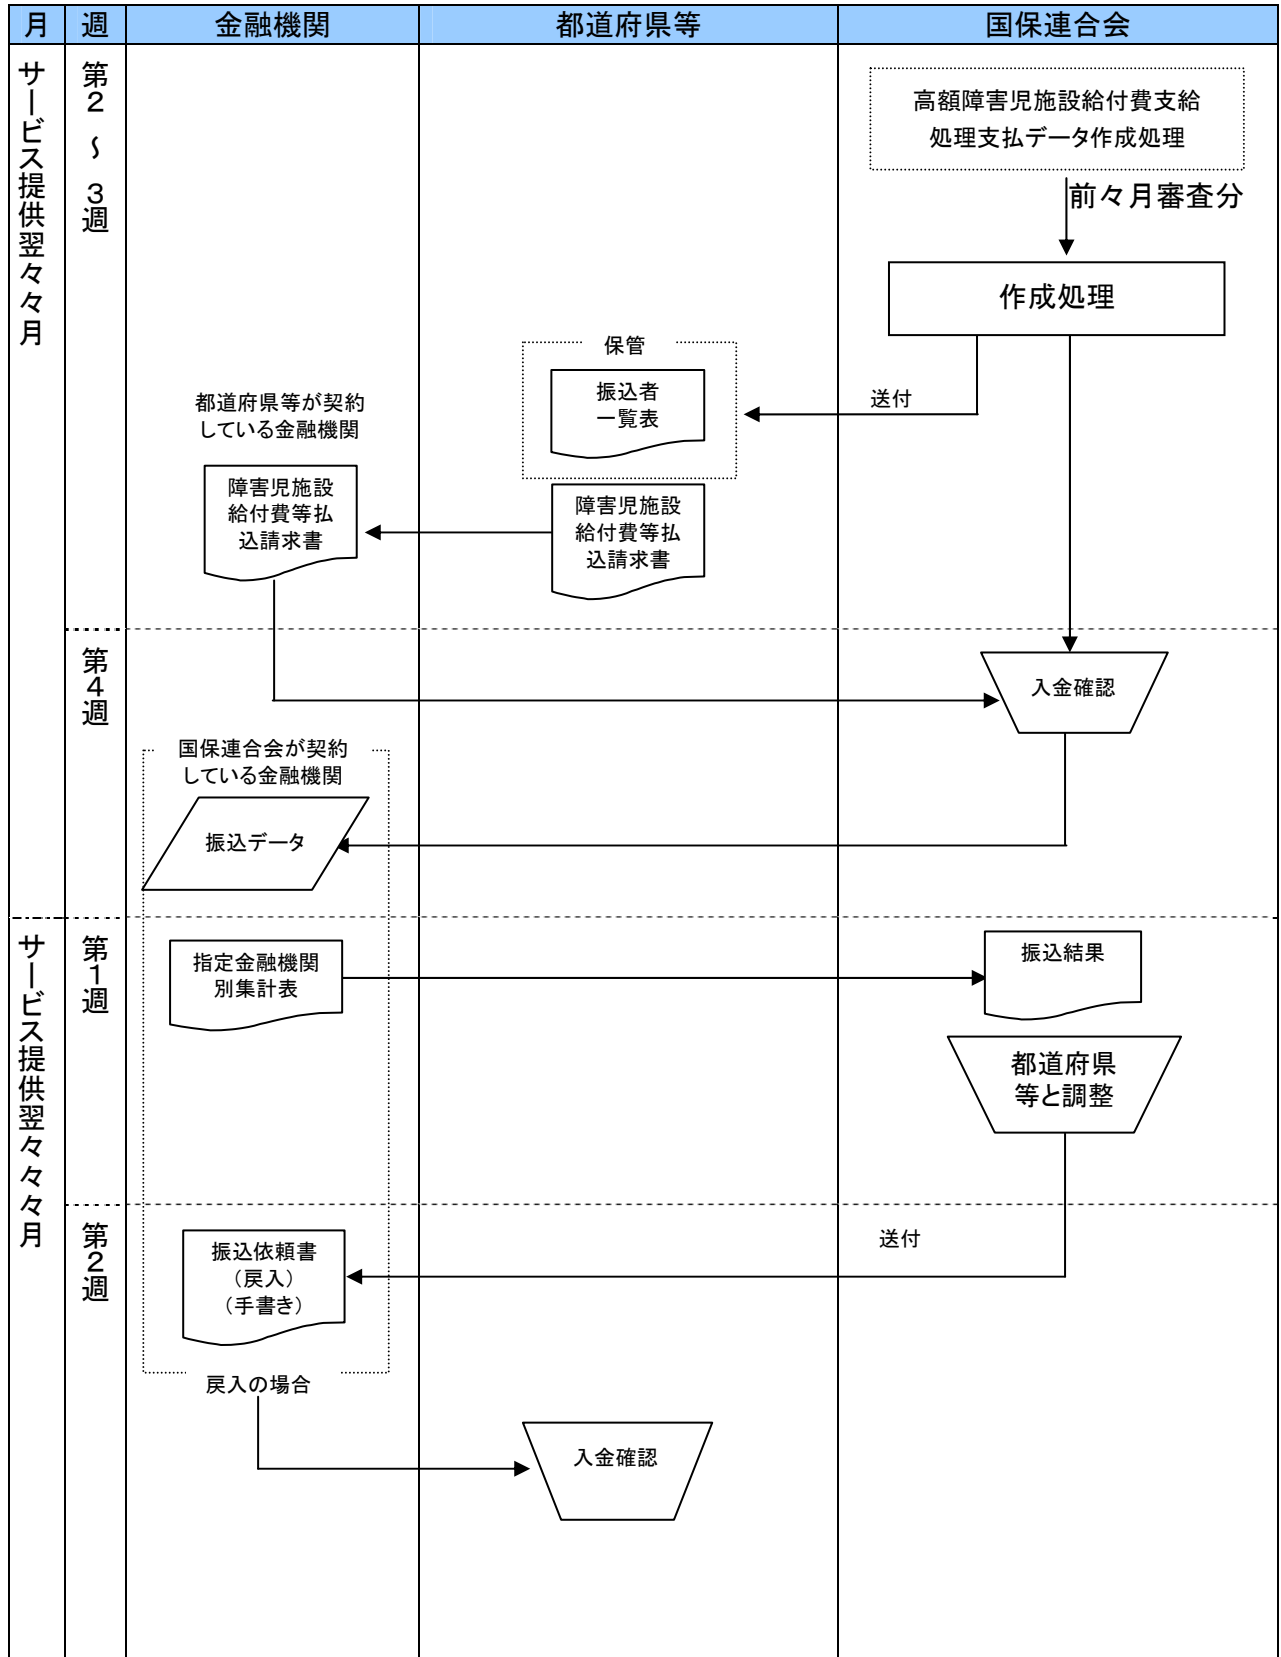 月 週 金融機関 都道府県等 国保連合会
サービス提供翌々月
第2～3週
高額障害児施設給付費支給
処理支払データ作成処理
前々月審査分
作成処理
保管
振込者
一覧表
送付
都道府県等が契約
している金融機関
障害児施設
給付費等払
込請求書
障害児施設
給付費等払
込請求書
第4週
入金確認
国保連合会が契約
している金融機関
振込データ
サービス提供翌々々月
第1週
指定金融機関
別集計表
振込結果
都道府県
等と調整
第2週
送付
振込依頼書
（戻入）
（手書き）
戻入の場合
入金確認